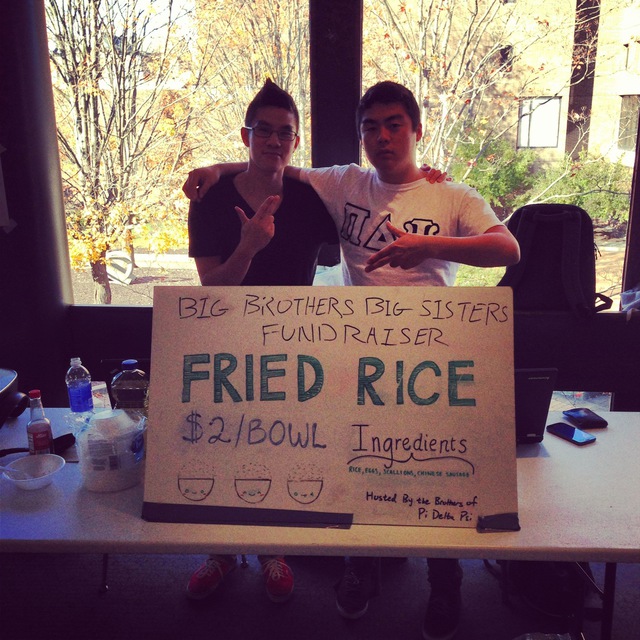 ΠΔΨ
BIG BROTHERS BIG SISTERS
FUNDRAISER
FRIED RICE
$2/BOWL
Ingredients
RICE, EGGS, SCALLIONS, CHINESE SAUSAGE
Hosted By the Brothers of
Pi Delta Psi